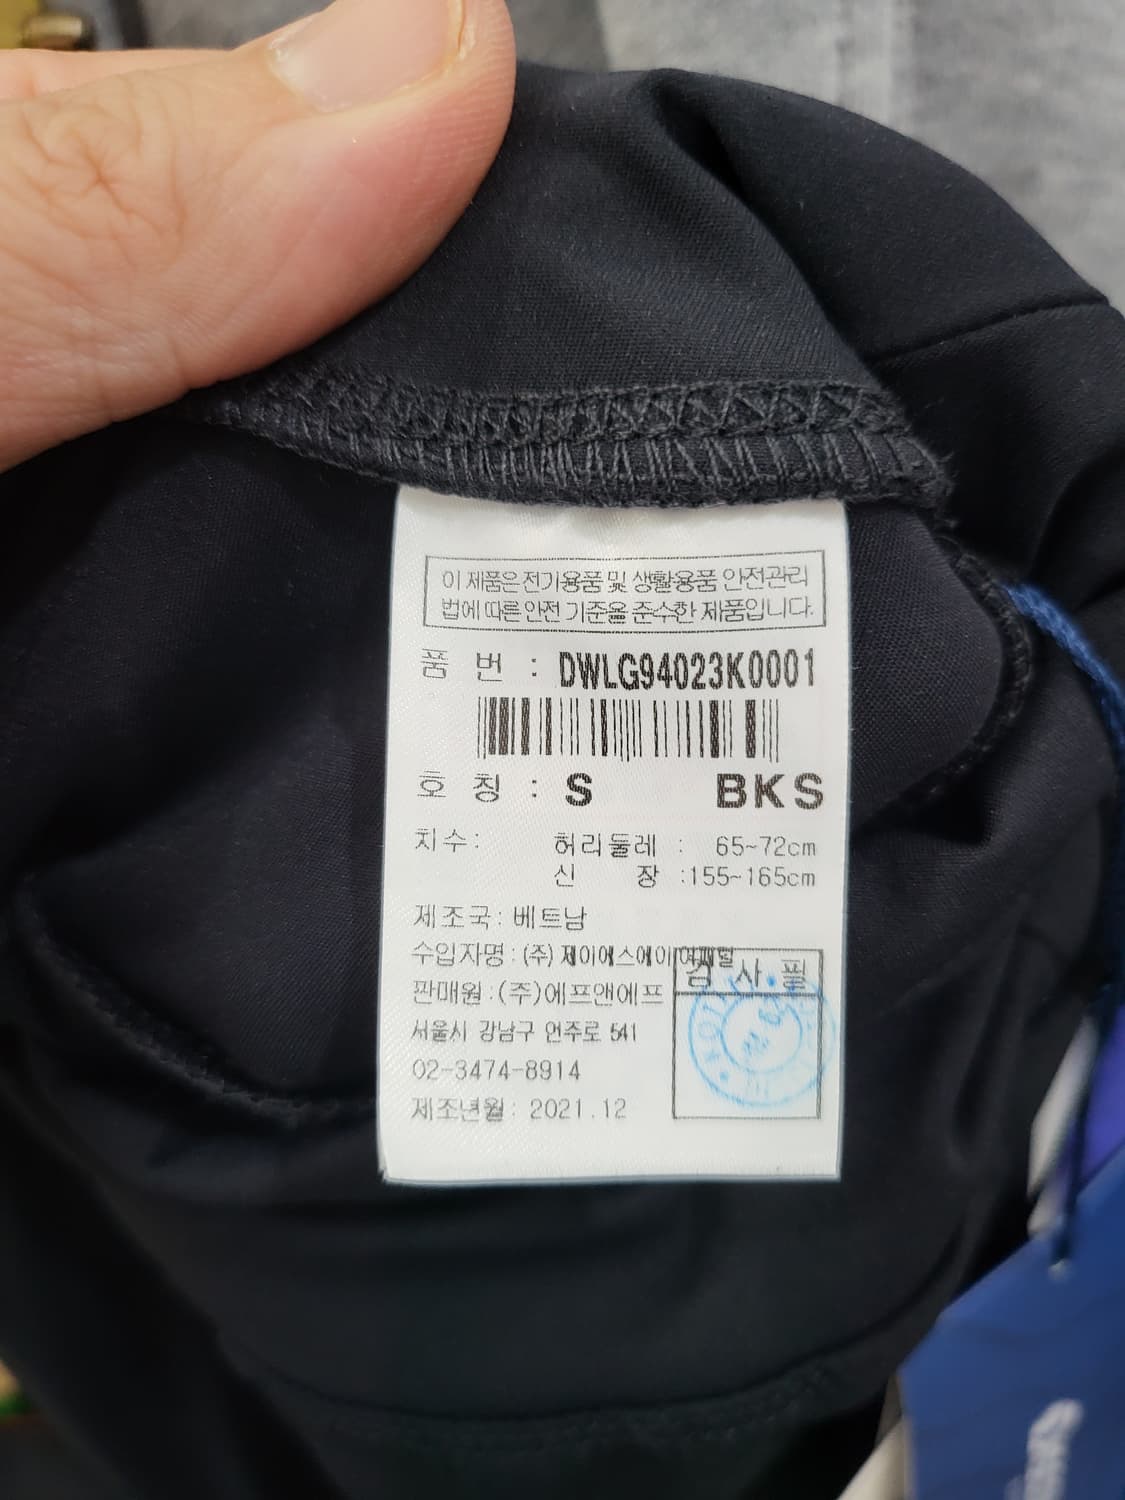 이 제품은 전기용품 및 생활용품 안전관리
법에 따른 안전 기준을 준수한 제품입니다.
품 번 : DWLG94023K0001
호 칭 : S BKS
치수: 허리둘레 : 65~72cm
신 장 :155~165cm
제조국: 베트남
수입자명 : (주) 제이에스에이 어패럴
검 사 필
판매원 : (주)에프앤에프
서울시 강남구 언주로 541
02-3474-8914
제조년월: 2021.12